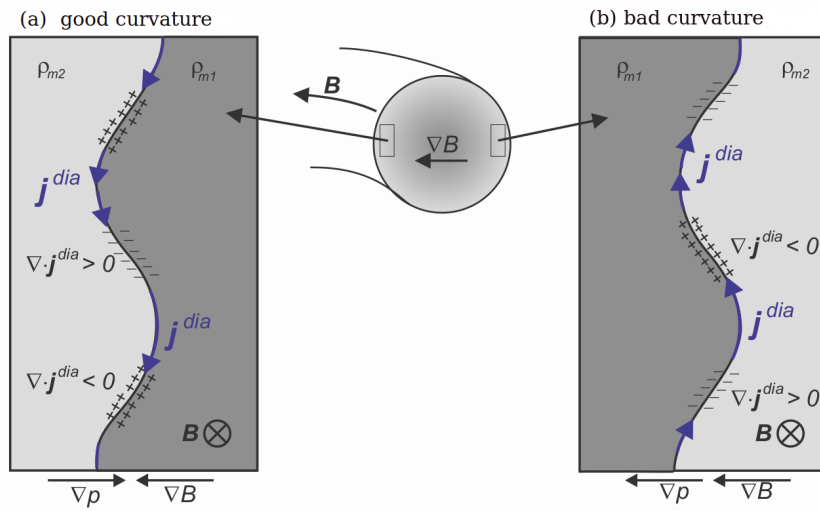 (a) good curvature
(b) bad curvature
ρm2
ρm1
B
∇B
ρm1
ρm2
j dia
∇·j dia > 0
j dia
∇·j dia < 0
B
∇p
∇B
j dia
∇·j dia < 0
j dia
∇·j dia > 0
B
∇p
∇B